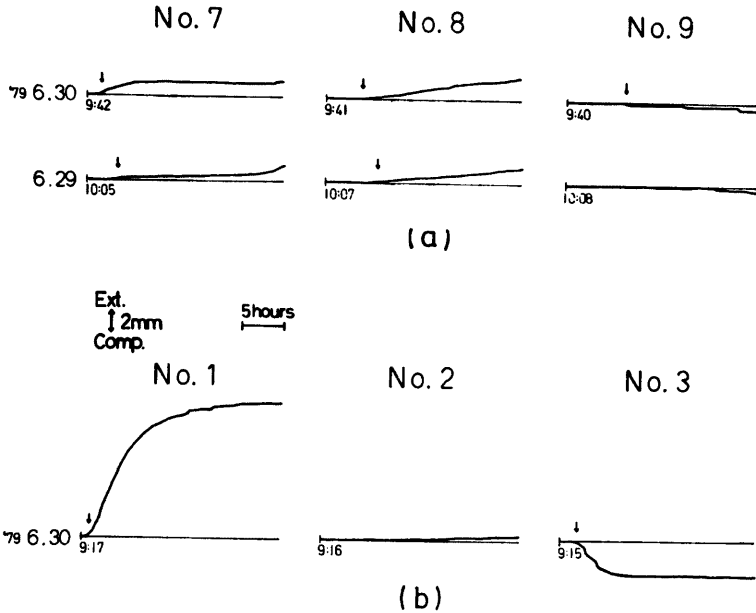 No. 7 No. 8 No. 9
'79 6.30
9:42 9:41 9:40
6.29
10:05 10:07 10:08
(a)
Ext.
2mm
Comp.
5hours
No. 1 No. 2 No. 3
'79 6.30
9:17 9:16 9:15
(b)